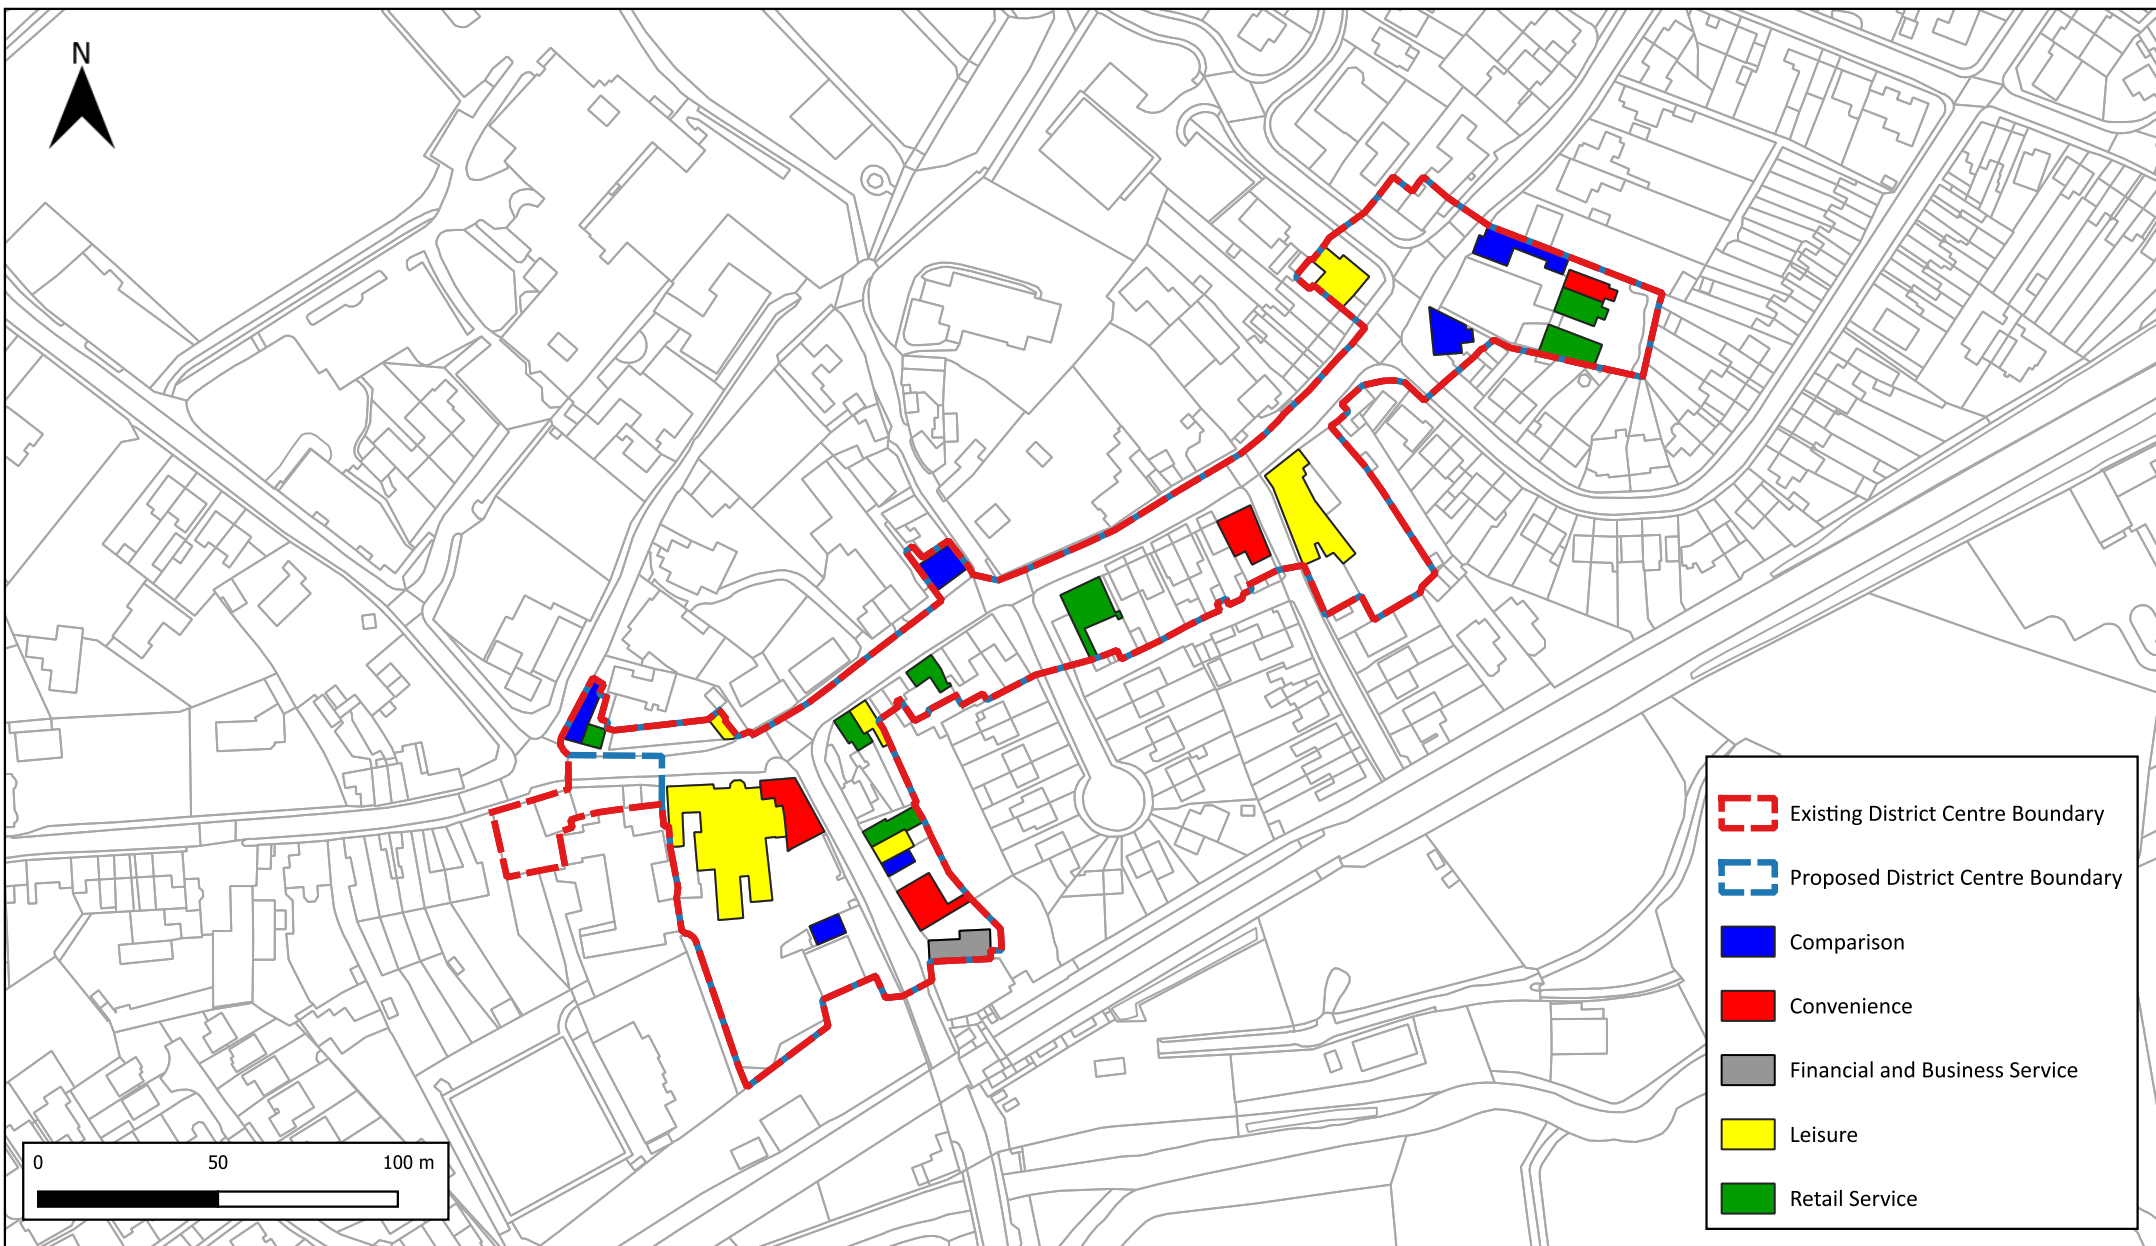 N
Existing District Centre Boundary
Proposed District Centre Boundary
Comparison
Convenience
Financial and Business Service
Leisure
Retail Service
0 50 100 m